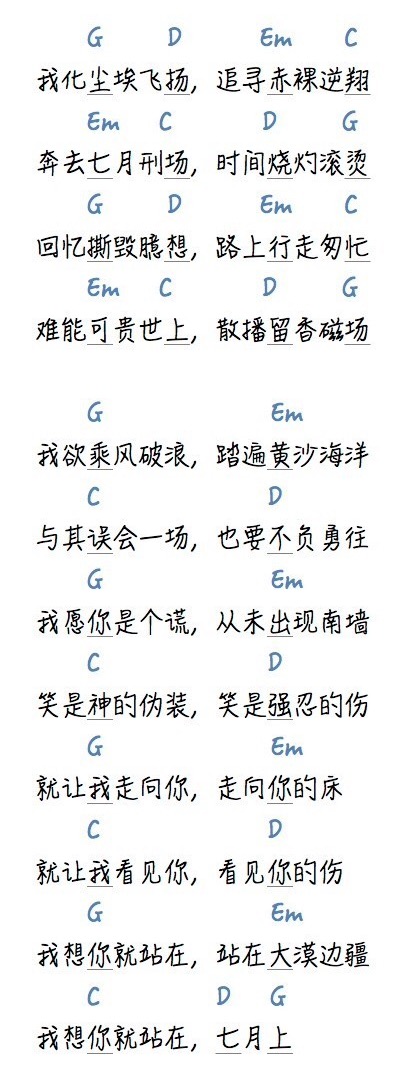 G D Em C
我化尘埃飞扬，追寻赤裸逆翔
Em C D G
奔去七月刑场，时间烧灼滚烫
G D Em C
回忆撕毁臆想，路上行走匆忙
Em C D G
难能可贵世上，散播留香磁场
G Em
我欲乘风破浪，踏遍黄沙海洋
C D
与其误会一场，也要不负勇往
G Em
我愿你是个谎，从未出现南墙
C D
笑是神的伪装，笑是强忍的伤
G Em
就让我走向你，走向你的床
C D
就让我看见你，看见你的伤
G Em
我想你就站在，站在大漠边疆
C D G
我想你就站在，七月上